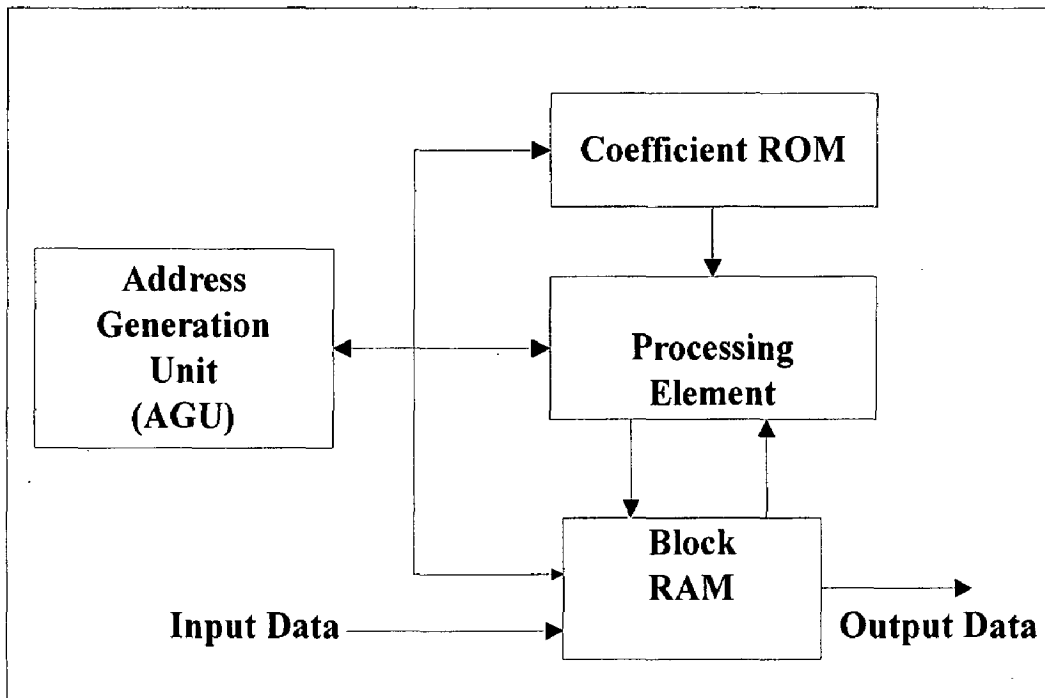 Coefficient ROM
Address
Generation
Unit
(AGU)
Processing
Element
Block
RAM
Input Data
Output Data